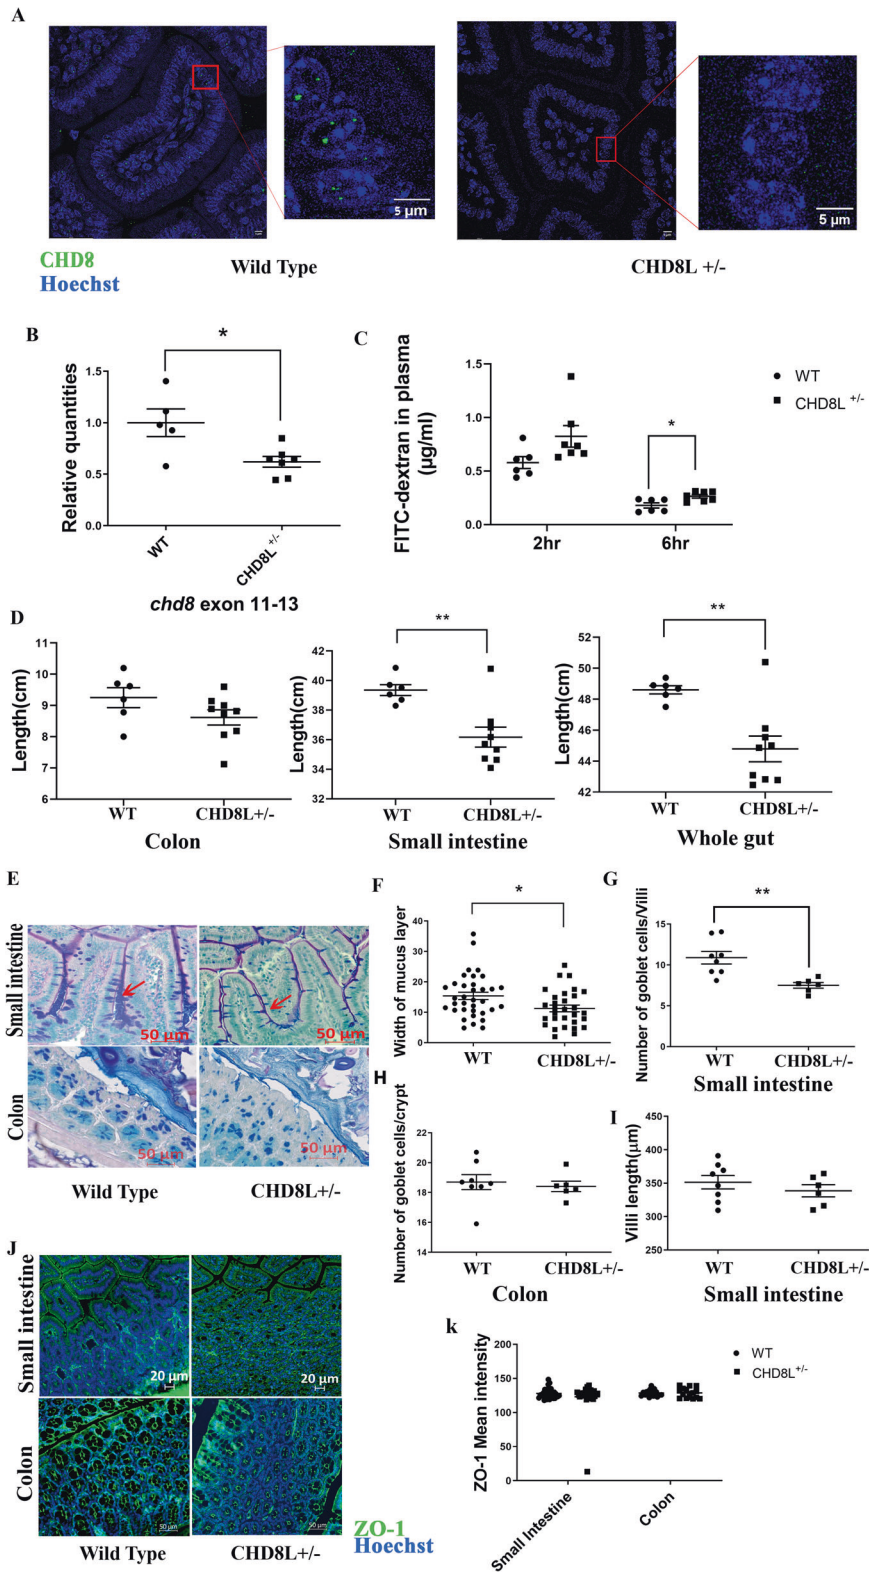 A
5 μm
5 μm
CHD8
Hoechst
Wild Type
CHD8L +/-
B
*
Relative quantities
1.5
1.0
0.5
0.0
WT
CHD8L +/-
chd8 exon 11-13
C
FITC-dextran in plasma
(μg/ml)
1.5
1.0
0.5
0.0
*
2hr
6hr
WT
CHD8L +/-
D
Length(cm)
11
10
9
8
7
6
WT
CHD8L+/-
Colon
Length(cm)
42
40
38
36
34
32
**
WT
CHD8L+/-
Small intestine
Length(cm)
52
50
48
46
44
42
**
WT
CHD8L+/-
Whole gut
E
Small intestine
50 μm
50 μm
Colon
50 μm
50 μm
Wild Type
CHD8L+/-
F
*
Width of mucus layer
40
30
20
10
0
WT
CHD8L+/-
G
**
Number of goblet cells/Villi
20
15
10
5
0
WT
CHD8L+/-
Small intestine
H
Number of goblet cells/crypt
22
20
18
16
14
WT
CHD8L+/-
Colon
I
Villi length(μm)
450
400
350
300
250
WT
CHD8L+/-
Small intestine
J
Small intestine
20 μm
20 μm
Colon
50 μm
50 μm
Wild Type
CHD8L+/-
ZO-1
Hoechst
k
ZO-1 Mean intensity
200
150
100
50
0
Small Intestine
Colon
WT
CHD8L+/-